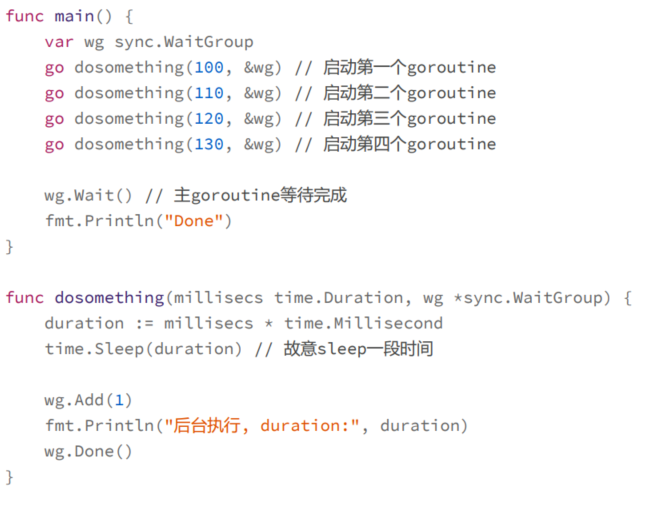 func main() {
    var wg sync.WaitGroup
    go dosomething(100, &wg) // 启动第一个goroutine
    go dosomething(110, &wg) // 启动第二个goroutine
    go dosomething(120, &wg) // 启动第三个goroutine
    go dosomething(130, &wg) // 启动第四个goroutine
    wg.Wait() // 主goroutine等待完成
    fmt.Println("Done")
}
func dosomething(millisecs time.Duration, wg *sync.WaitGroup) {
    duration := millisecs * time.Millisecond
    time.Sleep(duration) // 故意sleep一段时间
    wg.Add(1)
    fmt.Println("后台执行, duration:", duration)
    wg.Done()
}